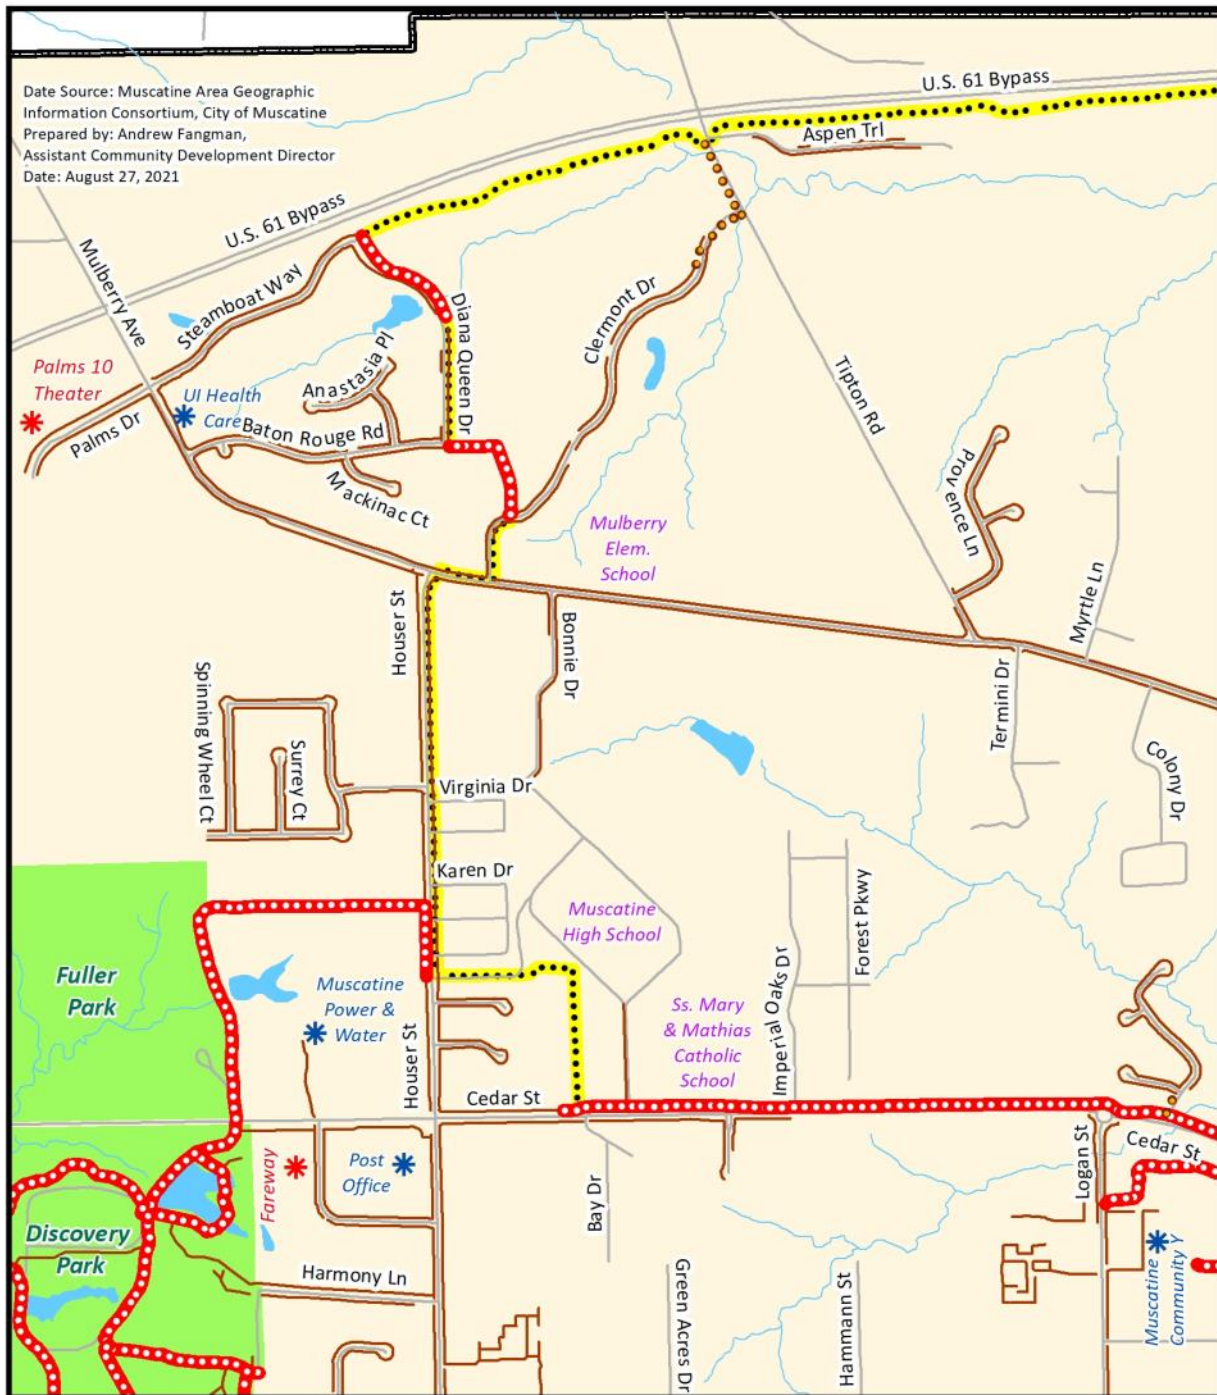 U.S. 61 Bypass
Date Source: Muscatine Area Geographic
Information Consortium, City of Muscatine
Prepared by: Andrew Fangman,
Assistant Community Development Director
Date: August 27, 2021
Aspen Trl
U.S. 61 Bypass
Mulberry Ave
Steamboat Way
Diana Queen Dr
Clermont Dr
Anastasia Pl
Tipton Rd
Palms 10
Theater
UI Health
Care
Palms Dr
Baton Rouge Rd
Mackinac Ct
Provence Ln
Mulberry
Elem.
School
Houser St
Bonnie Dr
Myrtle Ln
Termini Dr
Spinning Wheel Ct
Surrey Ct
Virginia Dr
Colony Dr
Karen Dr
Muscatine
High School
Forest Pkwy
Imperial Oaks Dr
Fuller
Park
Muscatine
Power &
Water
Ss. Mary
& Mathias
Catholic
School
Houser St
Cedar St
Logan St
Cedar St
Fareway
Post
Office
Bay Dr
Discovery
Park
Harmony Ln
Green Acres Dr
Hammann St
Muscatine
Community Y